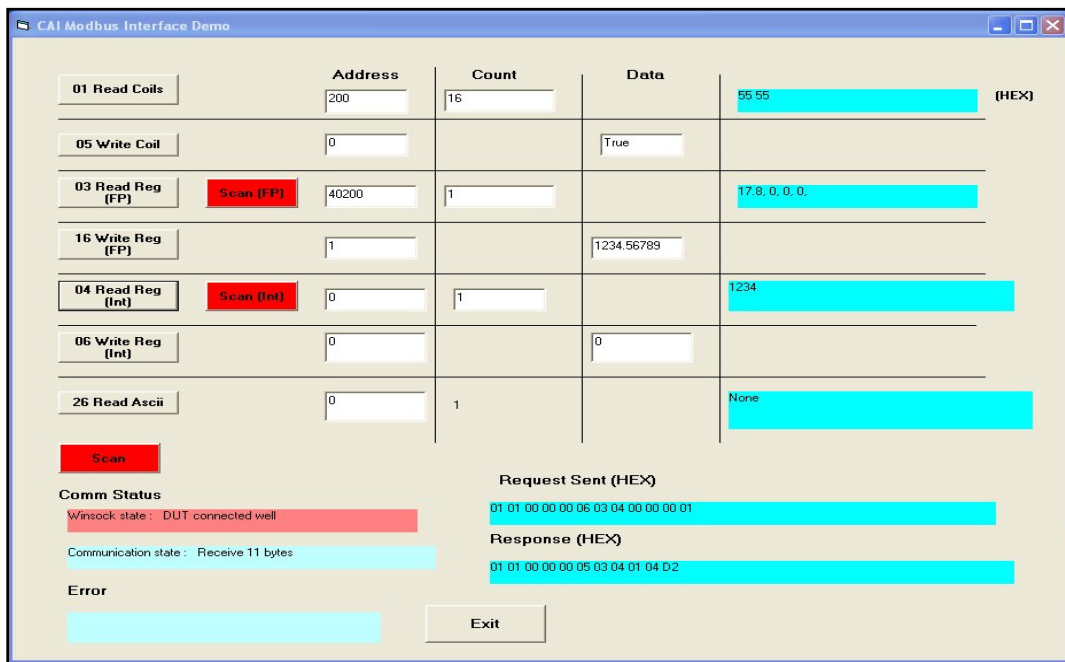 CAI Modbus Interface Demo
Address Count Data
01 Read Coils 200 16 55 55 (HEX)
05 Write Coil 0 True
03 Read Reg (FP) Scan (FP) 40200 1 17.8, 0, 0, 0,
16 Write Reg (FP) 1 1234.56789
04 Read Reg (Int) Scan (Int) 0 1 1234
06 Write Reg (Int) 0 0
26 Read Ascii 0 1 None
Scan
Request Sent (HEX)
Comm Status
01 01 00 00 00 06 03 04 00 00 00 01
Winsock state : DUT connected well
Response (HEX)
Communication state : Receive 11 bytes
01 01 00 00 00 05 03 04 01 04 D2
Error
Exit